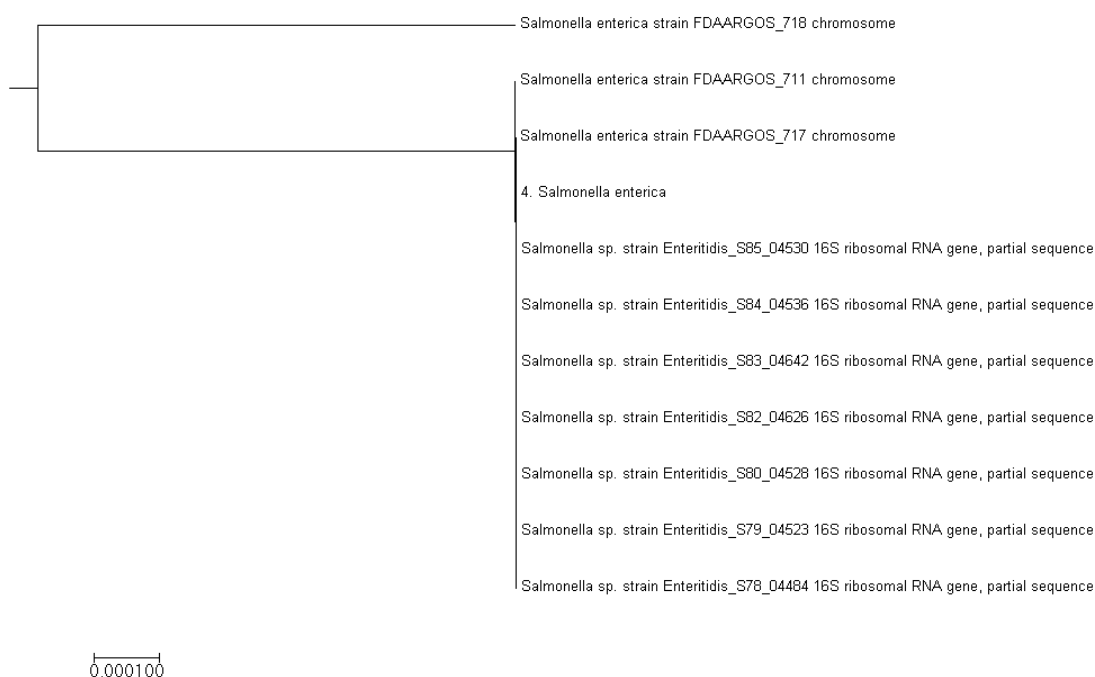 Salmonella enterica strain FDAARGOS_718 chromosome
Salmonella enterica strain FDAARGOS_711 chromosome
Salmonella enterica strain FDAARGOS_717 chromosome
4. Salmonella enterica
Salmonella sp. strain Enteritidis_S85_04530 16S ribosomal RNA gene, partial sequence
Salmonella sp. strain Enteritidis_S84_04536 16S ribosomal RNA gene, partial sequence
Salmonella sp. strain Enteritidis_S83_04642 16S ribosomal RNA gene, partial sequence
Salmonella sp. strain Enteritidis_S82_04626 16S ribosomal RNA gene, partial sequence
Salmonella sp. strain Enteritidis_S80_04528 16S ribosomal RNA gene, partial sequence
Salmonella sp. strain Enteritidis_S79_04523 16S ribosomal RNA gene, partial sequence
Salmonella sp. strain Enteritidis_S78_04484 16S ribosomal RNA gene, partial sequence
0.000100